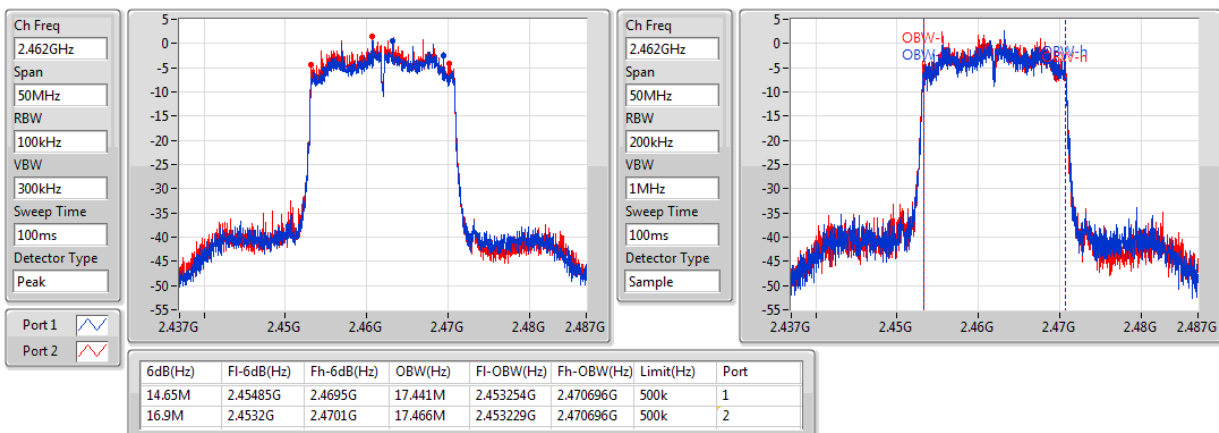 Ch Freq
2.462GHz
Span
50MHz
RBW
100kHz
VBW
300kHz
Sweep Time
100ms
Detector Type
Peak
Port 1
Port 2
5-
0-
-5-
-10-
-15-
-20-
-25-
-30-
-35-
-40-
-45-
-50-
-55-
2.437G 2.45G 2.46G 2.47G 2.48G 2.487G
Ch Freq
2.462GHz
Span
50MHz
RBW
200kHz
VBW
1MHz
Sweep Time
100ms
Detector Type
Sample
5-
0-
-5-
-10-
-15-
-20-
-25-
-30-
-35-
-40-
-45-
-50-
-55-
OBW-l
OBW-h
2.437G 2.45G 2.46G 2.47G 2.48G 2.487G
6dB(Hz) Fl-6dB(Hz) Fh-6dB(Hz) OBW(Hz) Fl-OBW(Hz) Fh-OBW(Hz) Limit(Hz) Port
14.65M 2.45485G 2.4695G 17.441M 2.453254G 2.470696G 500k 1
16.9M 2.4532G 2.4701G 17.466M 2.453229G 2.470696G 500k 2